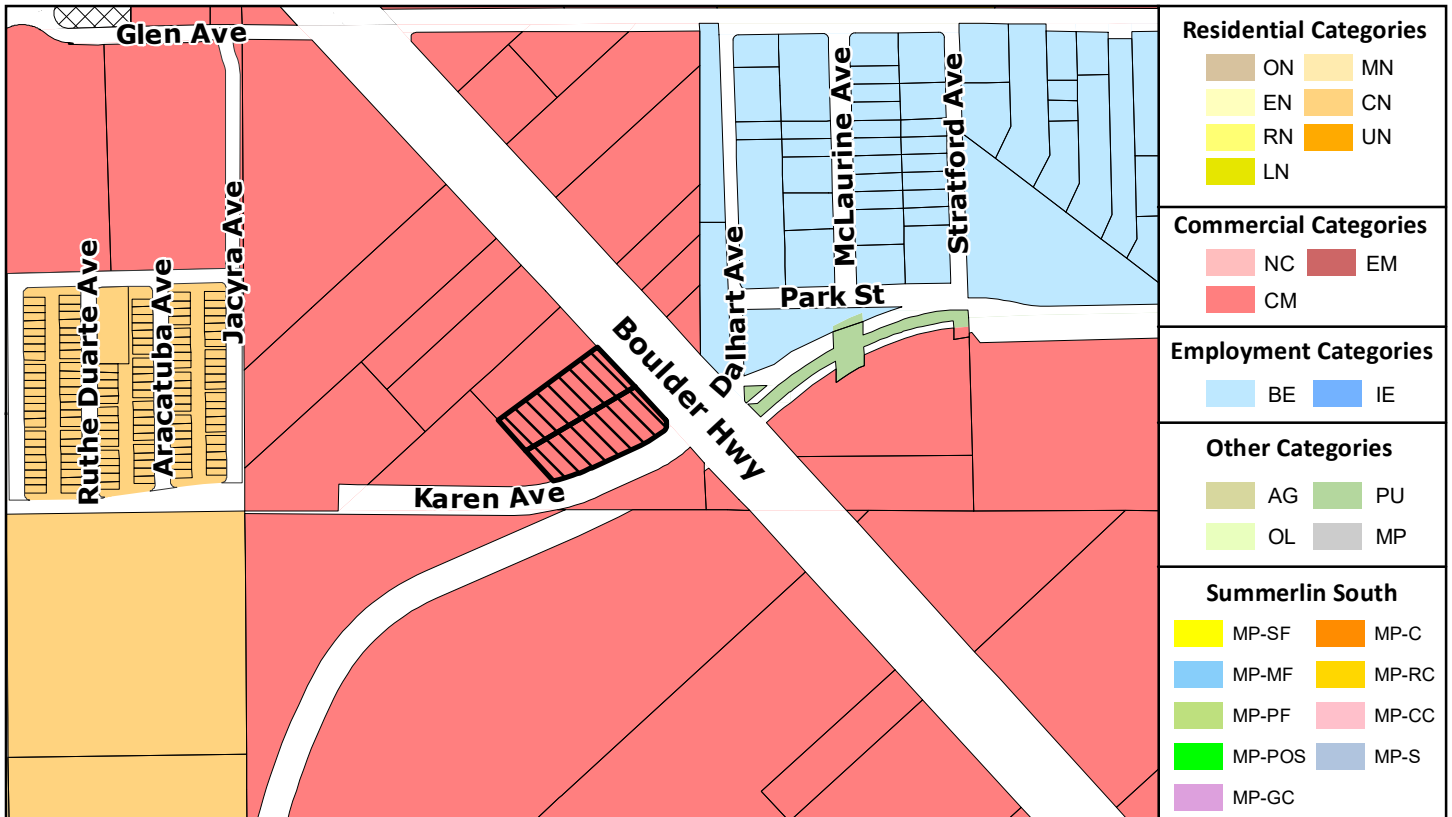 Glen Ave
Jacyra Ave
Ruthe Duarte Ave
Aracatuba Ave
McLaurine Ave
Stratford Ave
Dalhart Ave
Park St
Boulder Hwy
Karen Ave
Residential Categories
ON MN
EN CN
RN UN
LN
Commercial Categories
NC EM
CM
Employment Categories
BE IE
Other Categories
AG PU
OL MP
Summerlin South
MP-SF MP-C
MP-MF MP-RC
MP-PF MP-CC
MP-POS MP-S
MP-GC